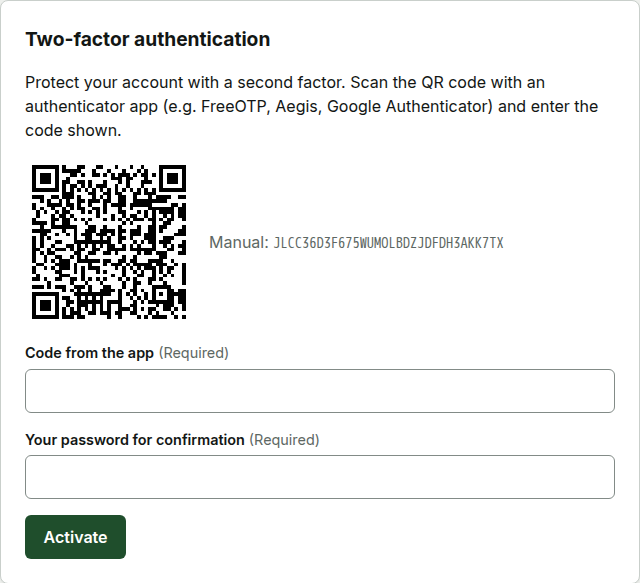 Two-factor authentication
Protect your account with a second factor. Scan the QR code with an
authenticator app (e.g. FreeOTP, Aegis, Google Authenticator) and enter the
code shown.
Manual: JLCC36D3F675WUMOLBDZJDFDH3AKK7TX
Code from the app (Required)
Your password for confirmation (Required)
Activate